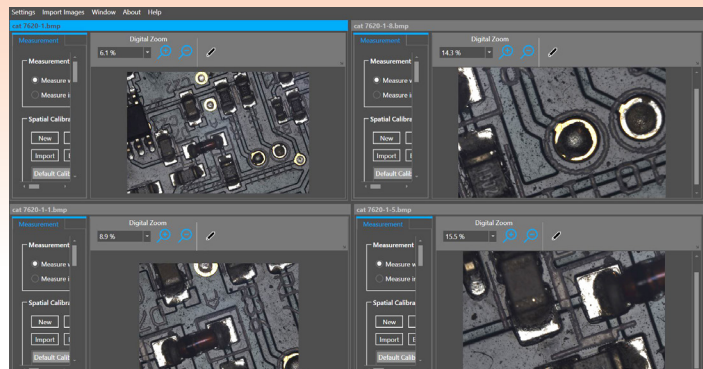 Settings Import Images Window About Help
cat 7620-1.bmp
Measurement
Digital Zoom
6.1 %
Measurement
Measure
Measure i
Spatial Calibra
New
Import
Default Calib
cat 7620-1-8.bmp
Measurement
Digital Zoom
14.3 %
Measurement
Measure
Measure i
Spatial Calibra
New
Import
Default Calib
cat 7620-1-1.bmp
Measurement
Digital Zoom
8.9 %
Measurement
Measure
Measure i
Spatial Calibra
New
Import
Default Calib
cat 7620-1-5.bmp
Measurement
Digital Zoom
15.5 %
Measurement
Measure
Measure i
Spatial Calibra
New
Import
Default Calib